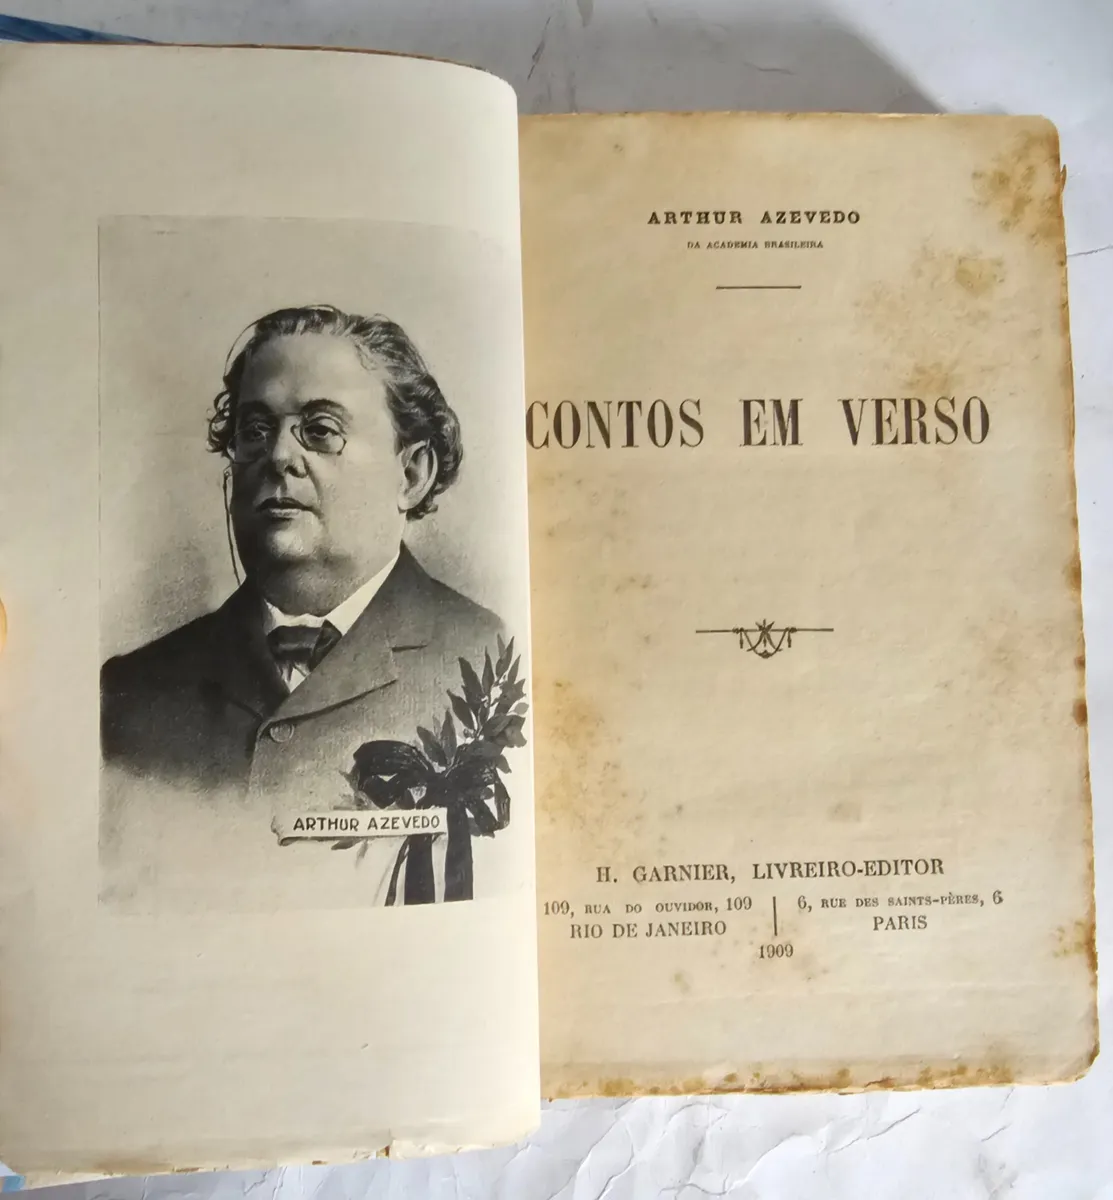 ARTHUR AZEVEDO
ARTHUR AZEVEDO
DA ACADEMIA BRASILEIRA
CONTOS EM VERSO
H. GARNIER, LIVREIRO-EDITOR
109, RUA DO OUVIDOR, 109
RIO DE JANEIRO
6, RUE DES SAINTS-PÈRES, 6
PARIS
1909